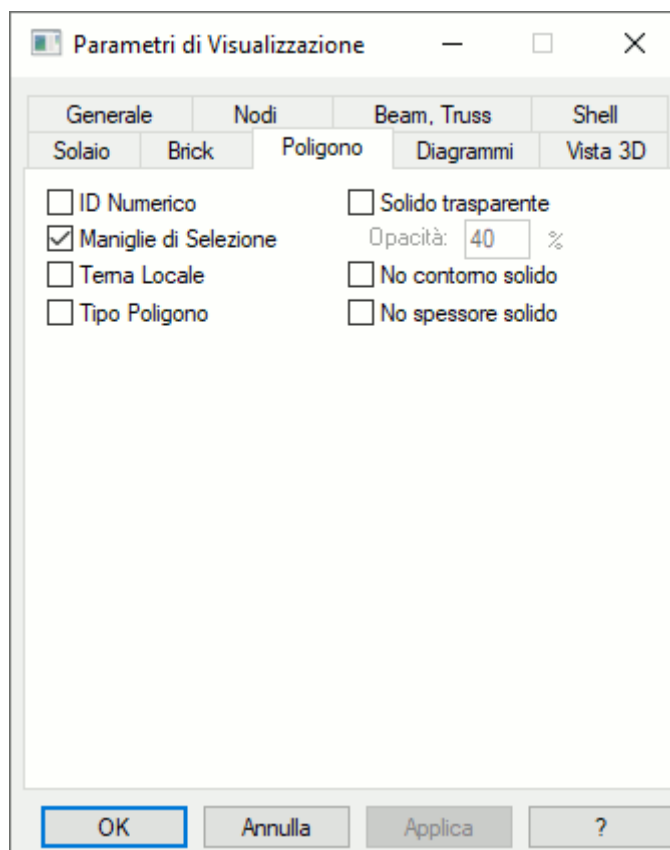 Parametri di Visualizzazione
Generale Nodi Beam, Truss Shell
Solaio Brick Poligono Diagrammi Vista 3D
ID Numerico Solido trasparente
Maniglie di Selezione Opacità: 40 %
Terna Locale No contorno solido
Tipo Poligono No spessore solido
OK Annulla Applica ?